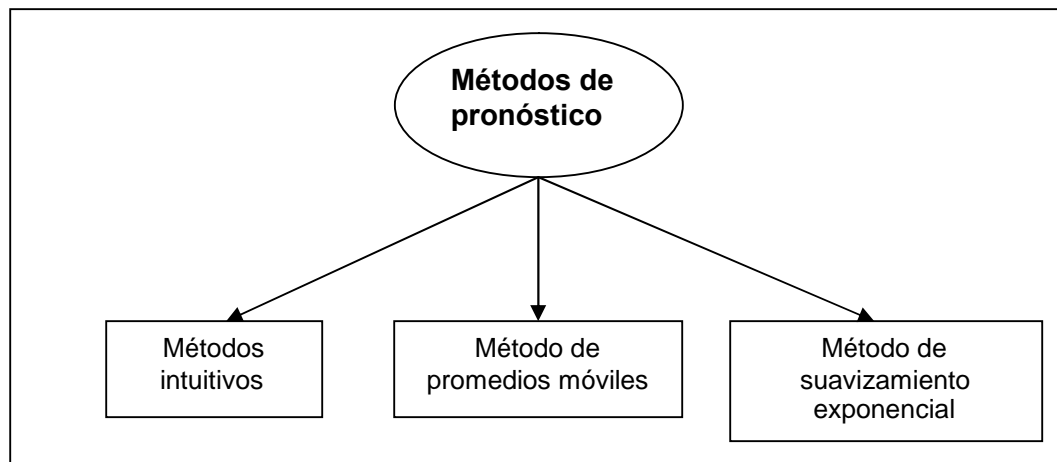 Métodos de
pronóstico
Métodos
intuitivos
Método de
promedios móviles
Método de
suavizamiento
exponencial